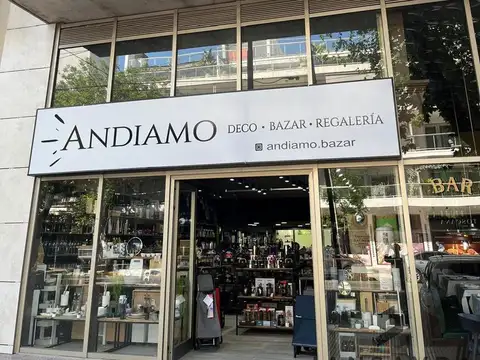 ANDIAMO DECO • BAZAR • REGALERÍA
andiamo.bazar
BAR